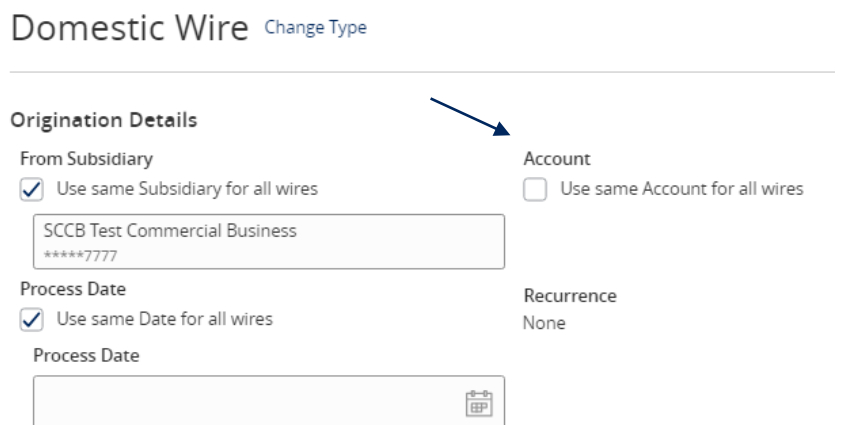 Domestic Wire Change Type
Origination Details
From Subsidiary
Use same Subsidiary for all wires
SCCB Test Commercial Business
*****7777
Account
Use same Account for all wires
Process Date
Use same Date for all wires
Recurrence
None
Process Date